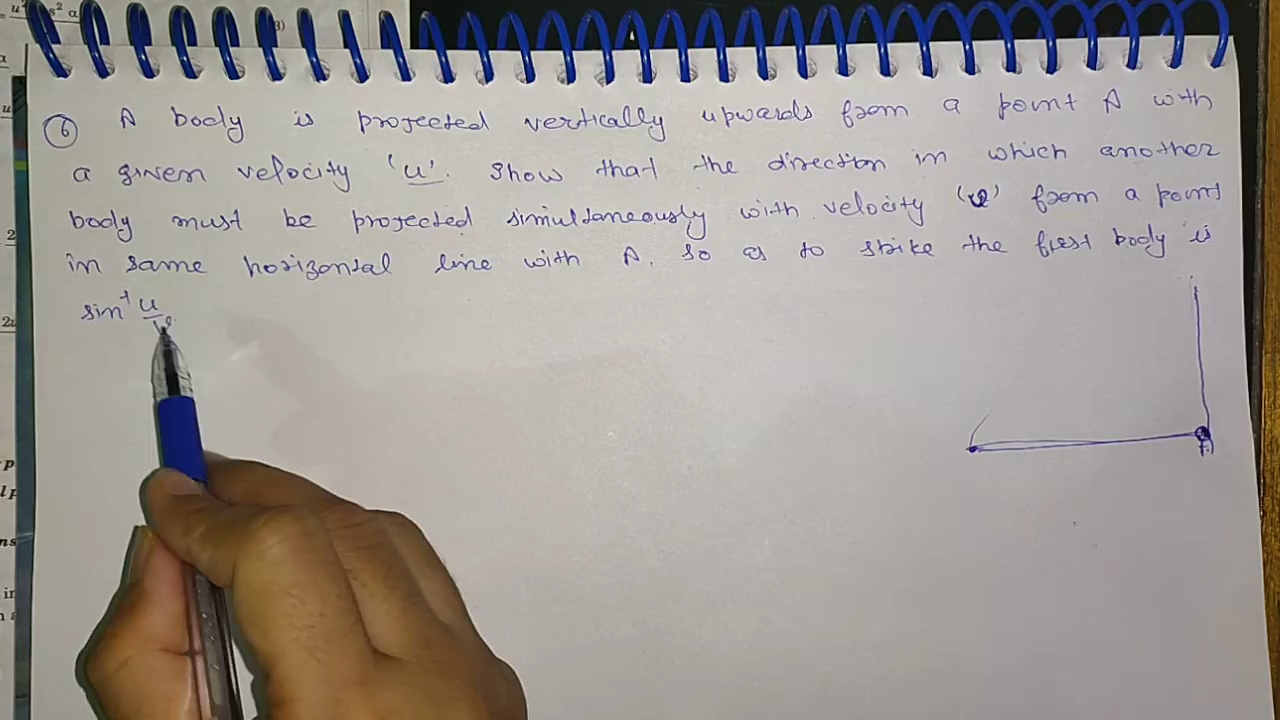 ⑥ A body is projected vertically upwards from a point A with
a given velocity 'u'. Show that the direction in which another
body must be projected simultaneously with velocity 'v' from a point
in same horizontal line with A. so as to strike the first body is
sin⁻¹ u/v.
A